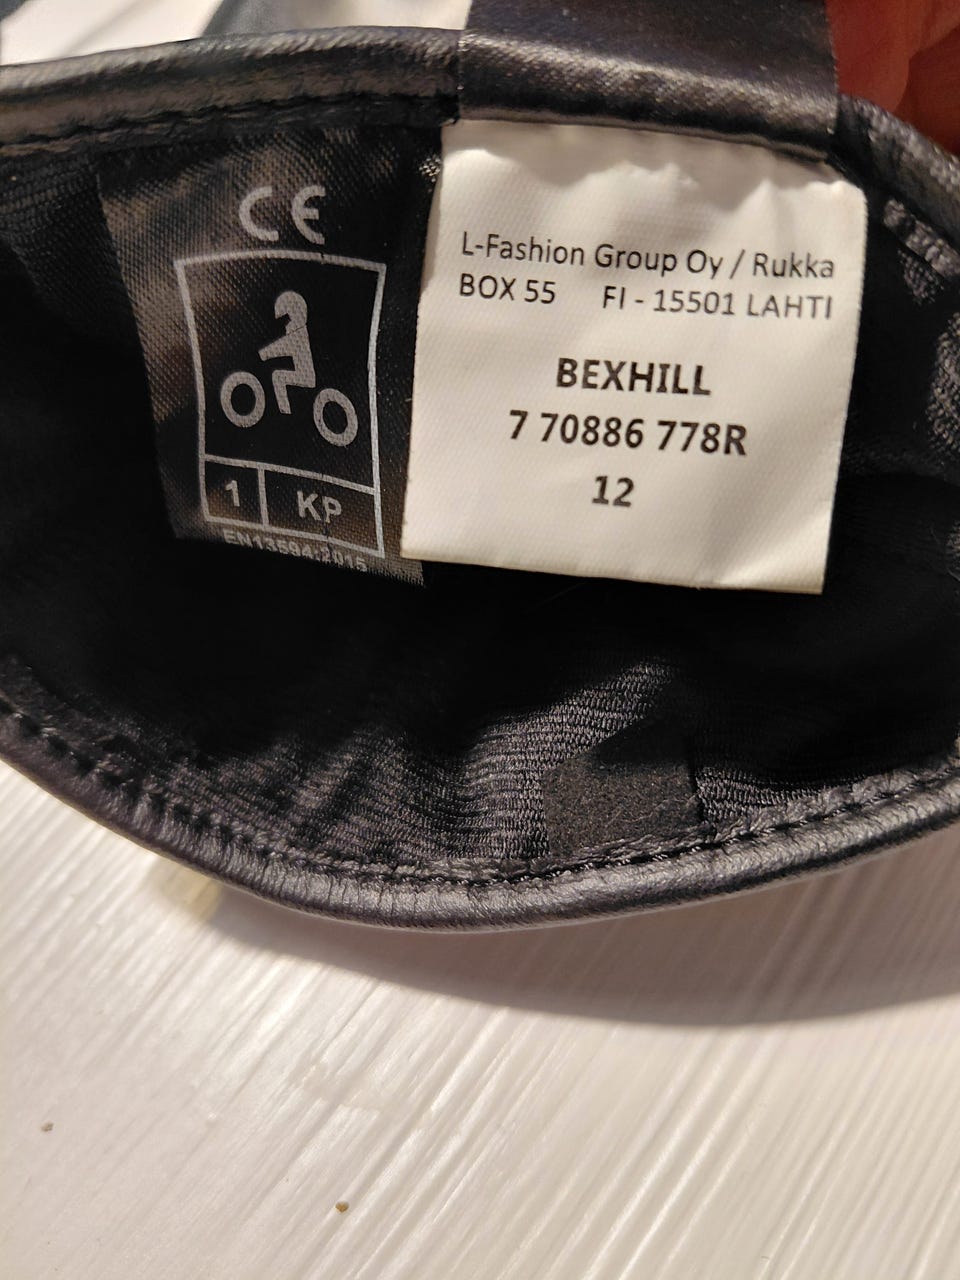 CE
1 KP
EN13594:2015
L-Fashion Group Oy / Rukka
BOX 55 FI - 15501 LAHTI
BEXHILL
7 70886 778R
12